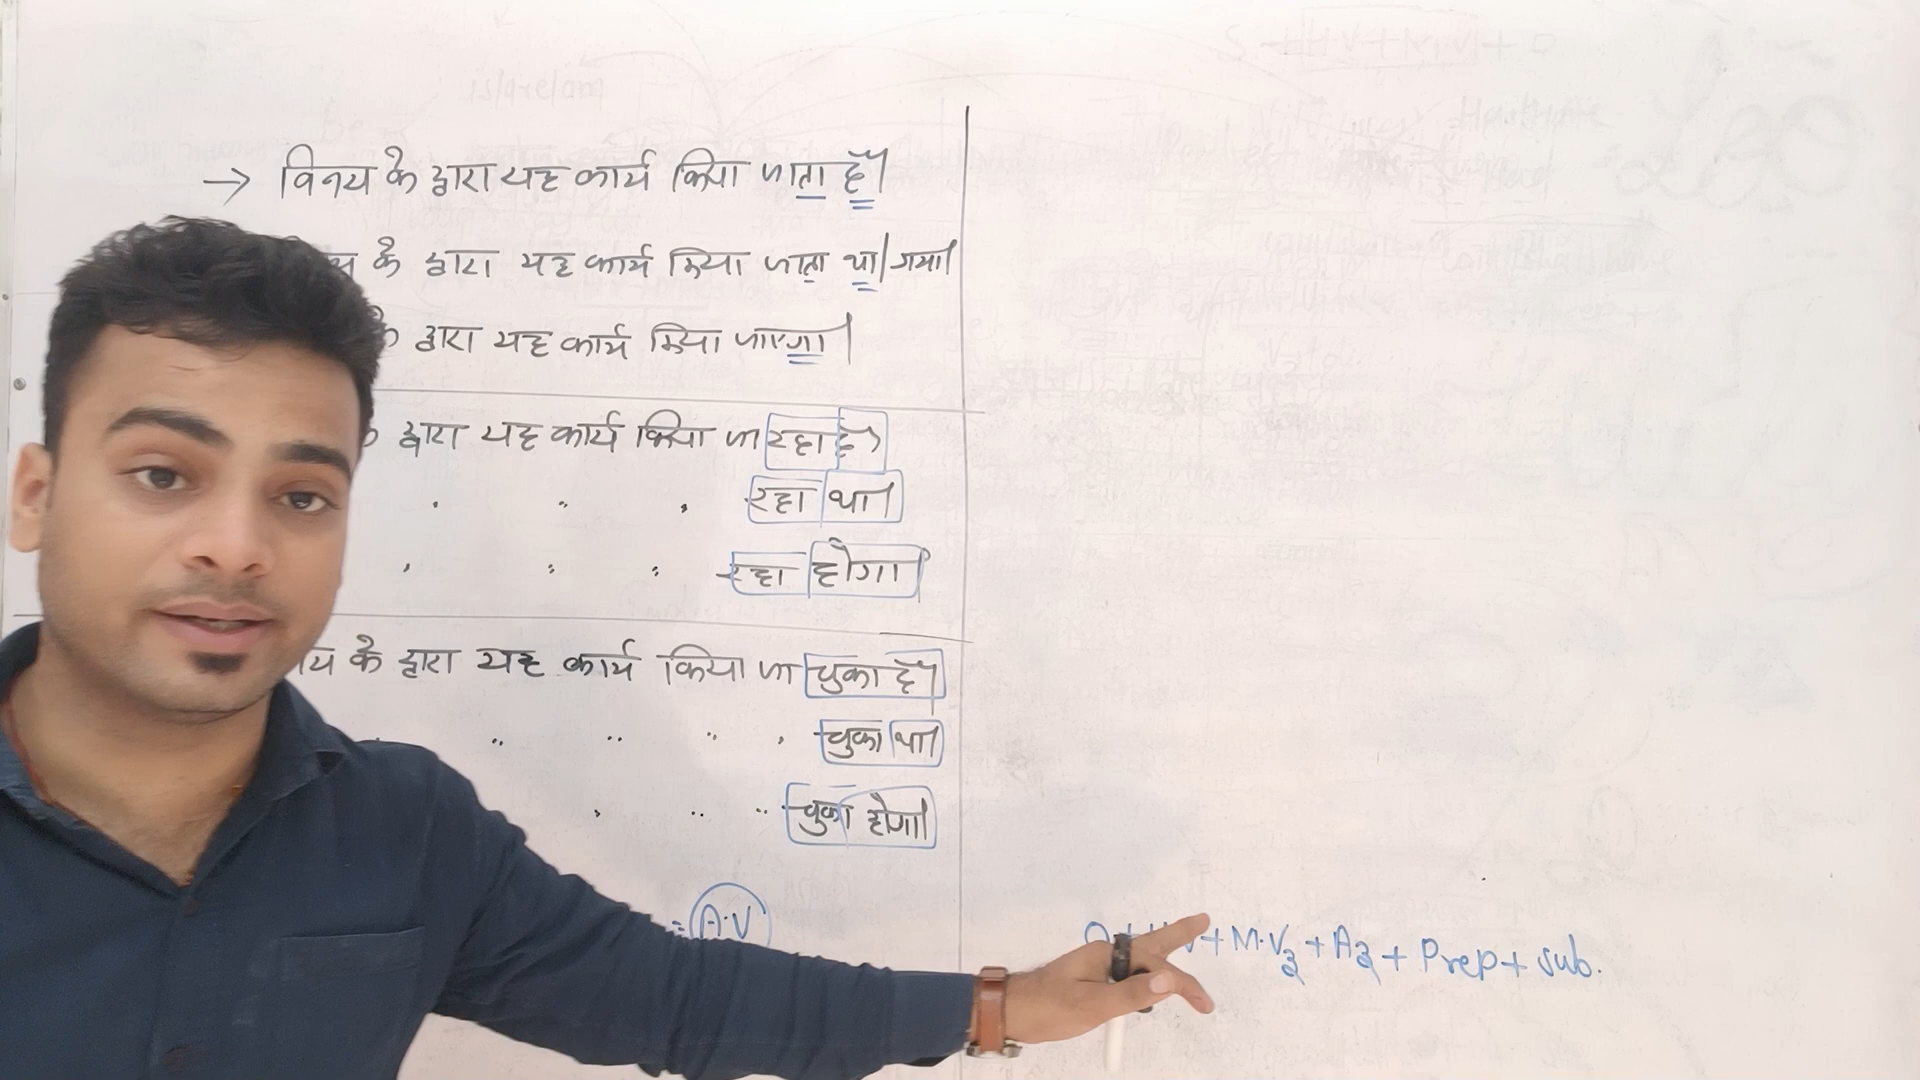 → विनय के द्वारा यह कार्य किया जाता है।
के द्वारा यह कार्य किया जाता था/गया।
के द्वारा यह कार्य किया जाएगा।
द्वारा यह कार्य किया जा रहा है
रहा था।
रहा होगा।
के द्वारा यह कार्य किया जा चुका है।
चुका था।
चुका होगा।
= A.V
+ M.V3 + A3 + Prep + sub.